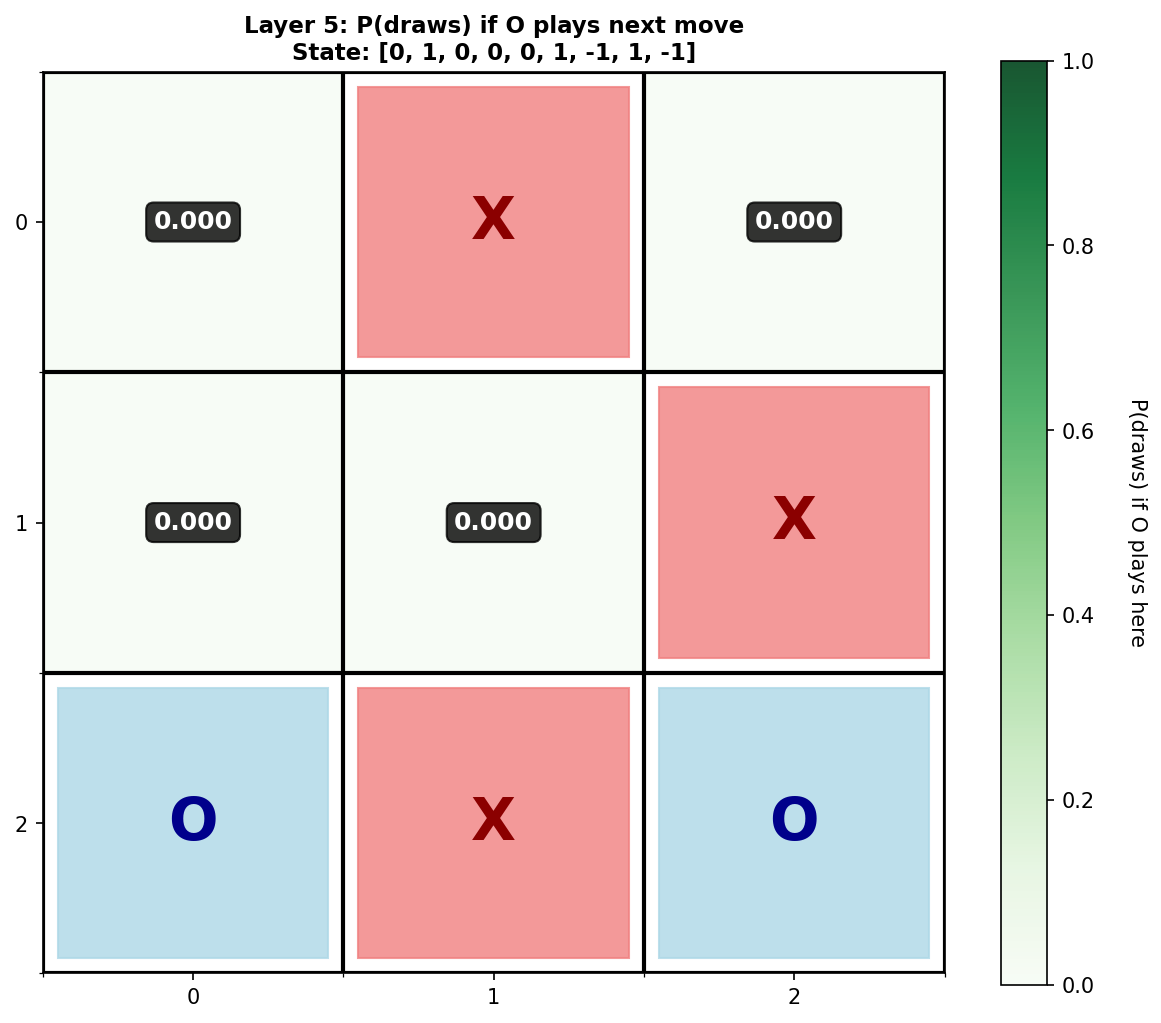 Layer 5: P(draws) if O plays next move
State: [0, 1, 0, 0, 0, 1, -1, 1, -1]
0
0.000
X
0.000
1
0.000
0.000
X
2
O
X
O
0
1
2
1.0
0.8
0.6
0.4
0.2
0.0
P(draws) if O plays here